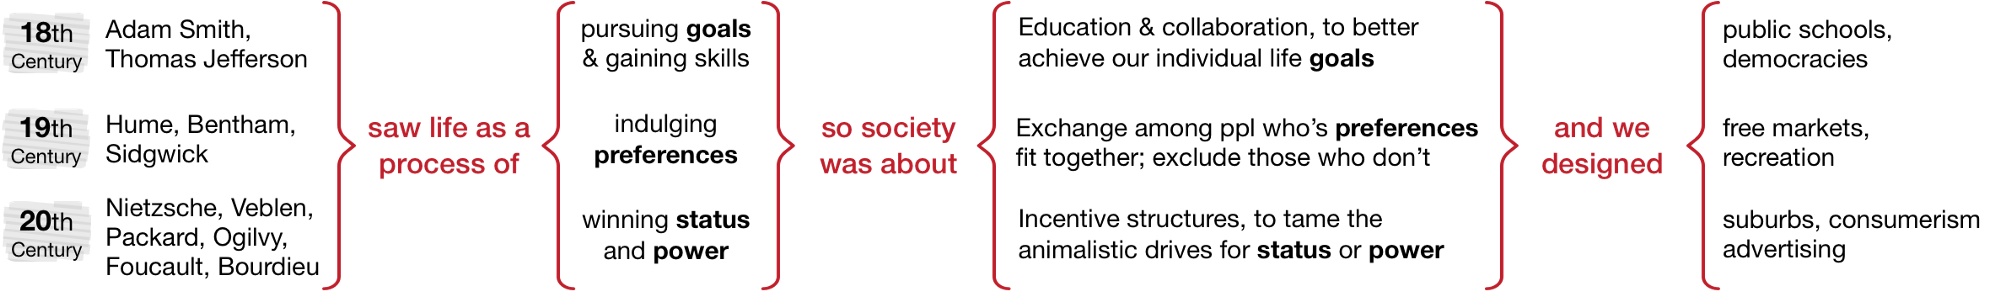 18th
Century
Adam Smith,
Thomas Jefferson
19th
Century
Hume, Bentham,
Sidgwick
20th
Century
Nietzsche, Veblen,
Packard, Ogilvy,
Foucault, Bourdieu
saw life as a
process of
pursuing goals
& gaining skills
indulging
preferences
winning status
and power
so society
was about
Education & collaboration, to better
achieve our individual life goals
Exchange among ppl who's preferences
fit together; exclude those who don't
Incentive structures, to tame the
animalistic drives for status or power
and we
designed
public schools,
democracies
free markets,
recreation
suburbs, consumerism
advertising